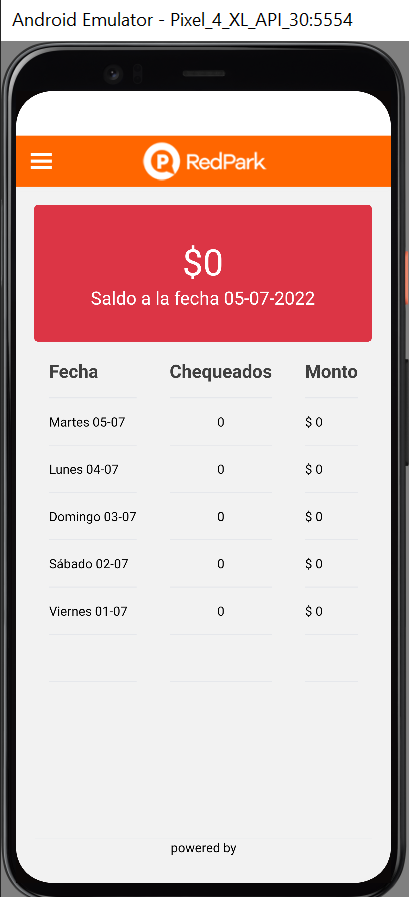 Android Emulator - Pixel_4_XL_API_30:5554
P RedPark
$0
Saldo a la fecha 05-07-2022
Fecha Chequeados Monto
Martes 05-07 0 $ 0
Lunes 04-07 0 $ 0
Domingo 03-07 0 $ 0
Sábado 02-07 0 $ 0
Viernes 01-07 0 $ 0
powered by